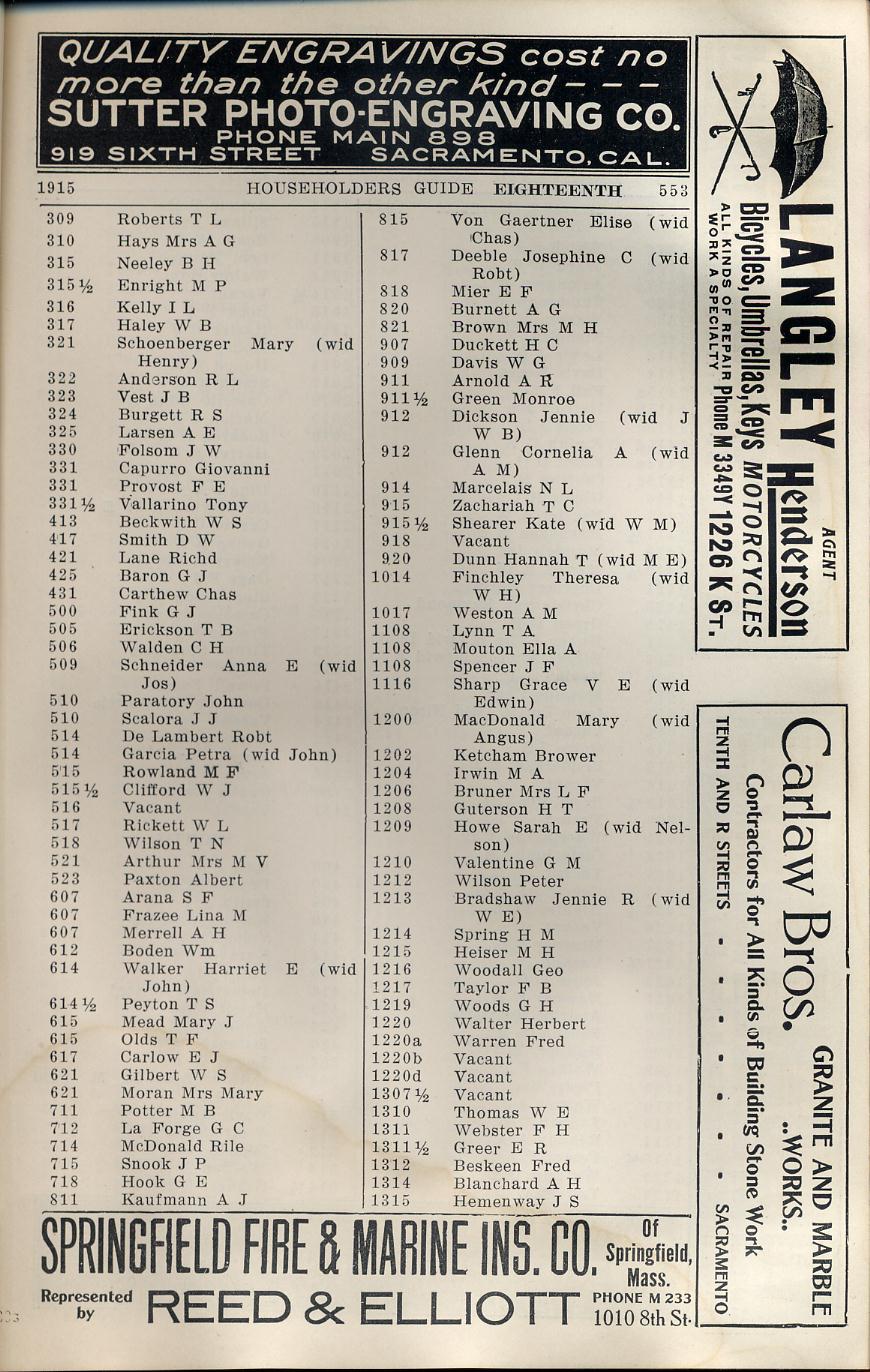 QUALITY ENGRAVINGS cost no
more than the other kind – – –
SUTTER PHOTO-ENGRAVING CO.
PHONE MAIN 898
919 SIXTH STREET SACRAMENTO, CAL.
1915 HOUSEHOLDERS GUIDE EIGHTEENTH 553
309 Roberts T L
310 Hays Mrs A G
315 Neeley B H
315½ Enright M P
316 Kelly I L
317 Haley W B
321 Schoenberger Mary (wid
Henry)
322 Anderson R L
323 Vest J B
324 Burgett R S
325 Larsen A E
330 Folsom J W
331 Capurro Giovanni
331 Provost F E
331½ Vallarino Tony
413 Beckwith W S
417 Smith D W
421 Lane Richd
425 Baron G J
431 Carthew Chas
500 Fink G J
505 Erickson T B
506 Walden C H
509 Schneider Anna E (wid
Jos)
510 Paratory John
510 Scalora J J
514 De Lambert Robt
514 Garcia Petra (wid John)
515 Rowland M F
515½ Clifford W J
516 Vacant
517 Rickett W L
518 Wilson T N
521 Arthur Mrs M V
523 Paxton Albert
607 Arana S F
607 Frazee Lina M
607 Merrell A H
612 Boden Wm
614 Walker Harriet E (wid
John)
614½ Peyton T S
615 Mead Mary J
615 Olds T F
617 Carlow E J
621 Gilbert W S
621 Moran Mrs Mary
711 Potter M B
712 La Forge G C
714 McDonald Rile
715 Snook J P
718 Hook G E
811 Kaufmann A J
815 Von Gaertner Elise (wid
Chas)
817 Deeble Josephine C (wid
Robt)
818 Mier E F
820 Burnett A G
821 Brown Mrs M H
907 Duckett H C
909 Davis W G
911 Arnold A R
911½ Green Monroe
912 Dickson Jennie (wid J
W B)
912 Glenn Cornelia A (wid
A M)
914 Marcelais N L
915 Zachariah T C
915½ Shearer Kate (wid W M)
918 Vacant
920 Dunn Hannah T (wid M E)
1014 Finchley Theresa (wid
W H)
1017 Weston A M
1108 Lynn T A
1108 Mouton Ella A
1108 Spencer J F
1116 Sharp Grace V E (wid
Edwin)
1200 MacDonald Mary (wid
Angus)
1202 Ketcham Brower
1204 Irwin M A
1206 Bruner Mrs L F
1208 Guterson H T
1209 Howe Sarah E (wid Nel-
son)
1210 Valentine G M
1212 Wilson Peter
1213 Bradshaw Jennie R (wid
W E)
1214 Spring H M
1215 Heiser M H
1216 Woodall Geo
1217 Taylor F B
1219 Woods G H
1220 Walter Herbert
1220a Warren Fred
1220b Vacant
1220d Vacant
1307½ Vacant
1310 Thomas W E
1311 Webster F H
1311½ Greer E R
1312 Beskeen Fred
1314 Blanchard A H
1315 Hemenway J S
LANGLEY AGENT Henderson
Bicycles, Umbrellas, Keys MOTORCYCLES
ALL KINDS OF REPAIR
WORK A SPECIALTY
Phone M 3349Y 1226 K ST.
Carlaw Bros. GRANITE AND MARBLE
..WORKS..
Contractors for All Kinds of Building Stone Work
TENTH AND R STREETS . . . . . . . SACRAMENTO
SPRINGFIELD FIRE & MARINE INS. CO. Of
Springfield,
Mass.
Represented
by
REED & ELLIOTT
PHONE M 233
1010 8th St.